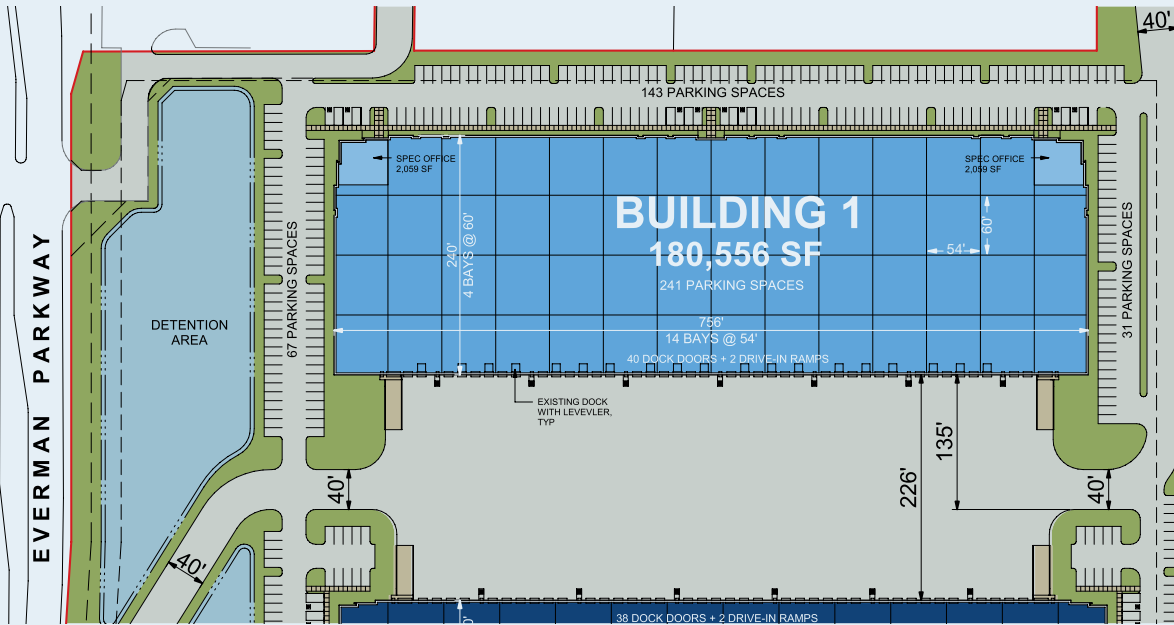 40'
143 PARKING SPACES
SPEC OFFICE
2,059 SF
SPEC OFFICE
2,059 SF
BUILDING 1
180,556 SF
241 PARKING SPACES
240'
4 BAYS @ 60'
60'
54'
756'
14 BAYS @ 54'
40 DOCK DOORS + 2 DRIVE-IN RAMPS
67 PARKING SPACES
31 PARKING SPACES
DETENTION
AREA
EVERMAN PARKWAY
EXISTING DOCK
WITH LEVEVLER,
TYP
135'
226'
40'
40'
40'
38 DOCK DOORS + 2 DRIVE-IN RAMPS